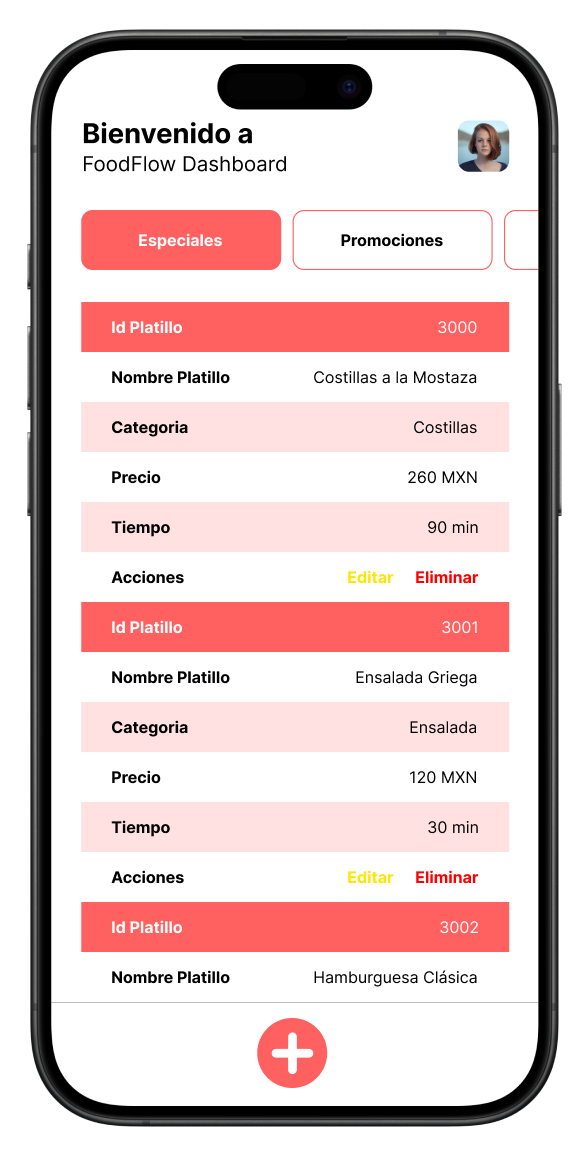 Bienvenido a
FoodFlow Dashboard
Especiales Promociones
Id Platillo 3000
Nombre Platillo Costillas a la Mostaza
Categoria Costillas
Precio 260 MXN
Tiempo 90 min
Acciones Editar Eliminar
Id Platillo 3001
Nombre Platillo Ensalada Griega
Categoria Ensalada
Precio 120 MXN
Tiempo 30 min
Acciones Editar Eliminar
Id Platillo 3002
Nombre Platillo Hamburguesa Clásica